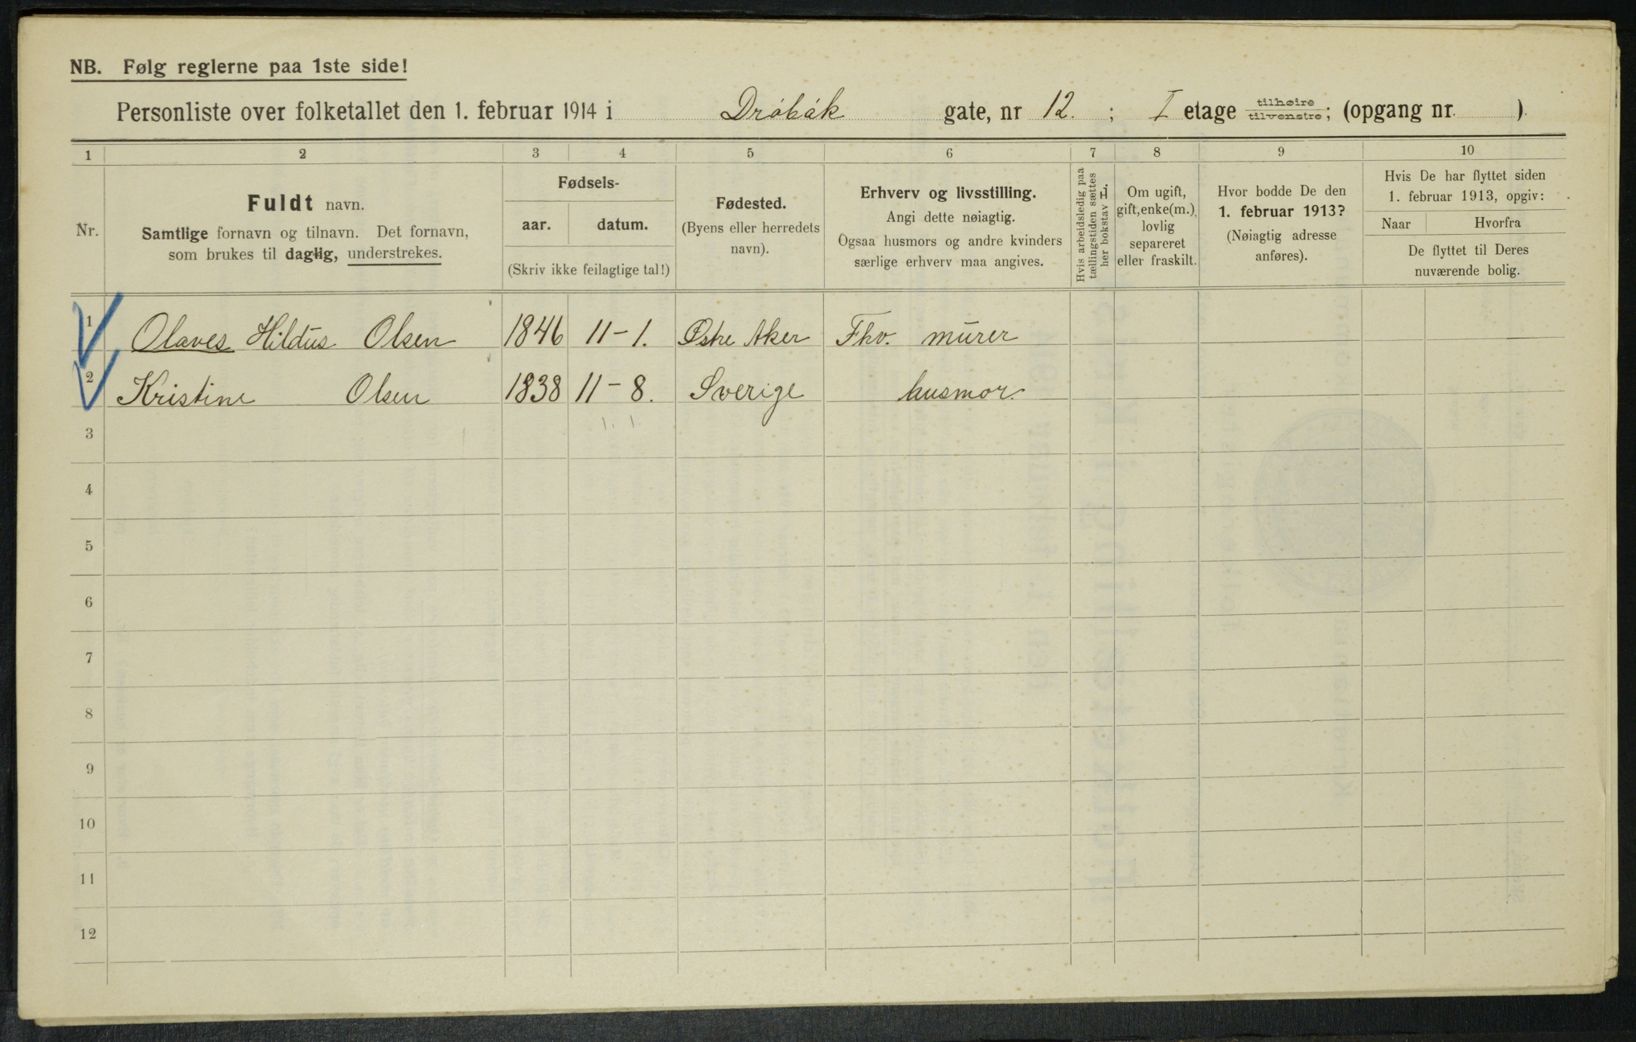 NB. Følg reglerne paa 1ste side!
Personliste over folketallet den 1. februar 1914 i Drøbak gate, nr 12. ; I etage tilhøire tilvenstre; (opgang nr. )
1 2 3 4 5 6 7 8 9 10
Nr.
Fuldt navn.
Samtlige fornavn og tilnavn. Det fornavn,
som brukes til daglig, understrekes.
Fødsels-
aar. datum.
(Skriv ikke feilagtige tal!)
Fødested.
(Byens eller herredets
navn).
Erhverv og livsstilling.
Angi dette nøiagtig.
Ogsaa husmors og andre kvinders
særlige erhverv maa angives.
Hvis arbeidsledig paa
tællingstiden sættes
her bokstav L.
Om ugift,
gift, enke(m.),
lovlig
separeret
eller fraskilt.
Hvor bodde De den
1. februar 1913?
(Nøiagtig adresse
anføres).
Hvis De har flyttet siden
1. februar 1913, opgiv:
Naar Hvorfra
De flyttet til Deres
nuværende bolig.
1 Olaves Hildus Olsen 1846 11-1. Østre Aker Fhv. murer
2 Kristine Olsen 1838 11-8. Sverige husmor.
3
4
5
6
7
8
9
10
11
12